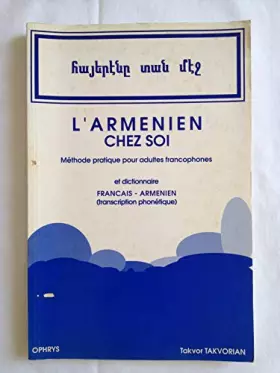 հայերէնը տան մէջ
L'ARMENIEN
CHEZ SOI
Méthode pratique pour adultes francophones
et dictionnaire
FRANCAIS - ARMENIEN
(transcription phonétique)
OPHRYS Takvor TAKVORIAN